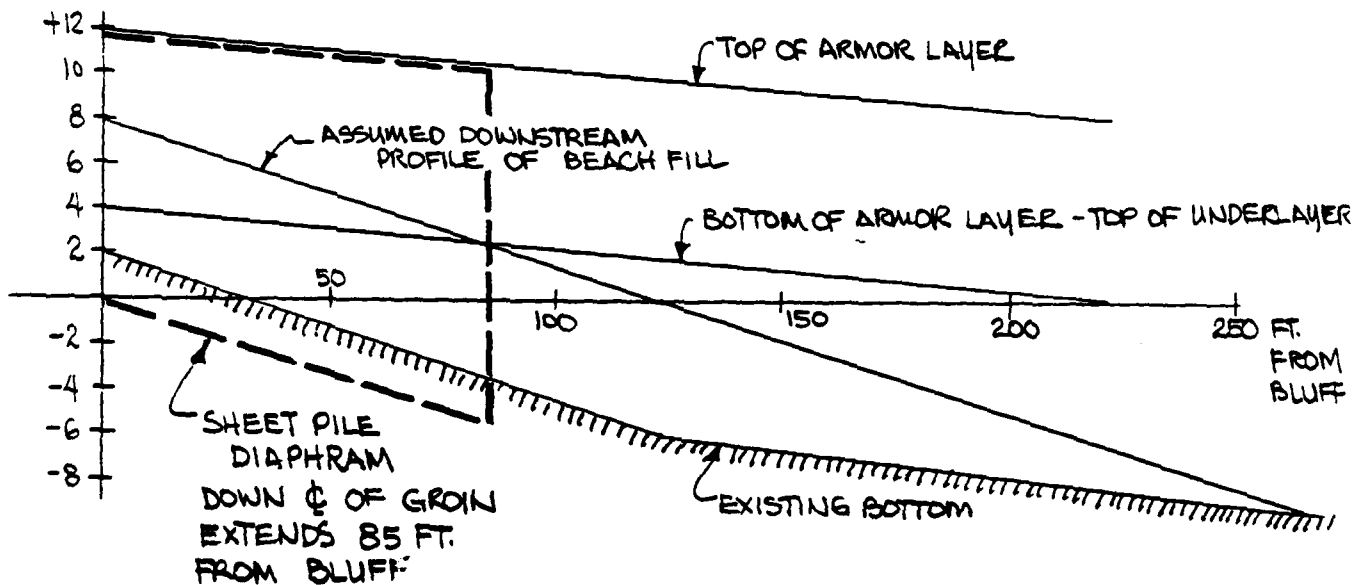 +12
10
8
6
4
2
-2
-4
-6
-8
TOP OF ARMOR LAYER
ASSUMED DOWNSTREAM
PROFILE OF BEACH FILL
BOTTOM OF ARMOR LAYER - TOP OF UNDERLAYER
50
100
150
200
250 FT.
FROM
BLUFF
SHEET PILE
DIAPHRAM
DOWN ℄ OF GROIN
EXTENDS 85 FT.
FROM BLUFF
EXISTING BOTTOM